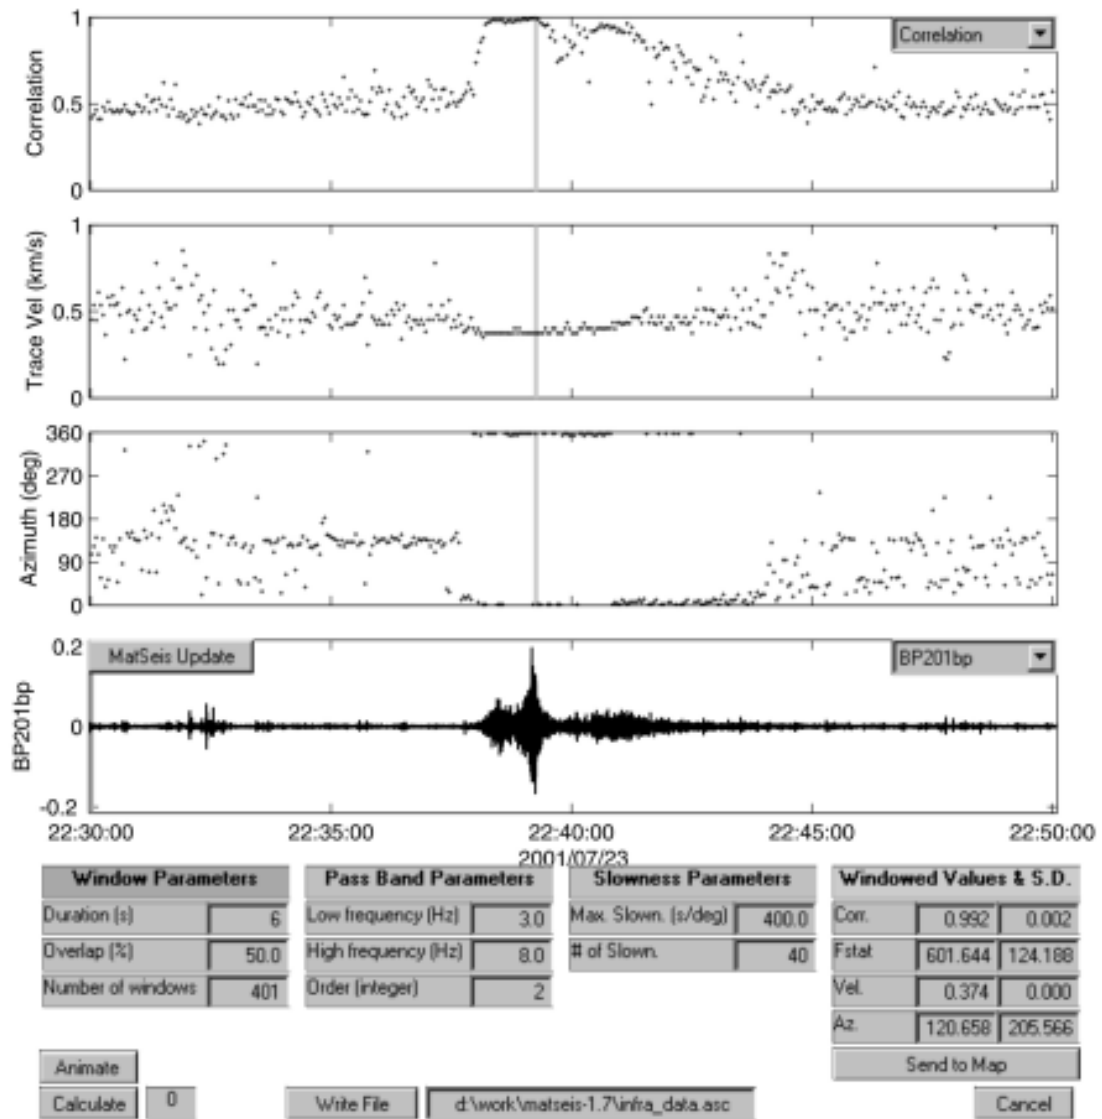 1
Correlation
0.5
Correlation
0
1
Trace Vel (km/s)
0.5
0
360
270
180
90
0
Azimuth (deg)
0.2
MatSeis Update
BP201bp
BP201bp
0
-0.2
22:30:00 22:35:00 22:40:00 22:45:00 22:50:00
2001/07/23
Window Parameters Pass Band Parameters Slowness Parameters Windowed Values & S.D.
Duration (s) 6 Low frequency (Hz) 3.0 Max. Slown. (s/deg) 400.0 Corr. 0.992 0.002
Overlap (%) 50.0 High frequency (Hz) 8.0 # of Slown. 40 Fstat 601.644 124.188
Number of windows 401 Order (integer) 2 Vel. 0.374 0.000
Az. 120.658 205.566
Animate Send to Map
Calculate 0 Write File d:\work\matseis-1.7\infra_data.asc Cancel